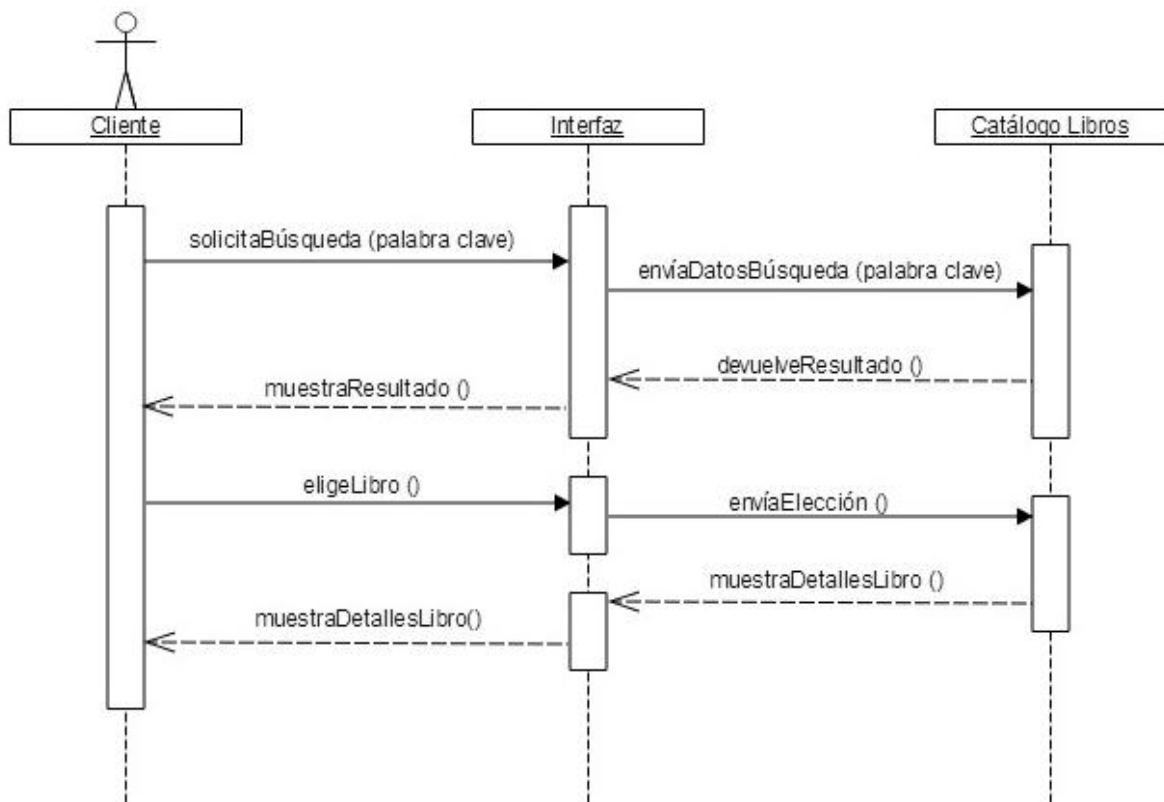 Cliente
Interfaz
Catálogo Libros
solicitaBúsqueda (palabra clave)
envíaDatosBúsqueda (palabra clave)
devuelveResultado ()
muestraResultado ()
eligeLibro ()
envíaElección ()
muestraDetallesLibro ()
muestraDetallesLibro()